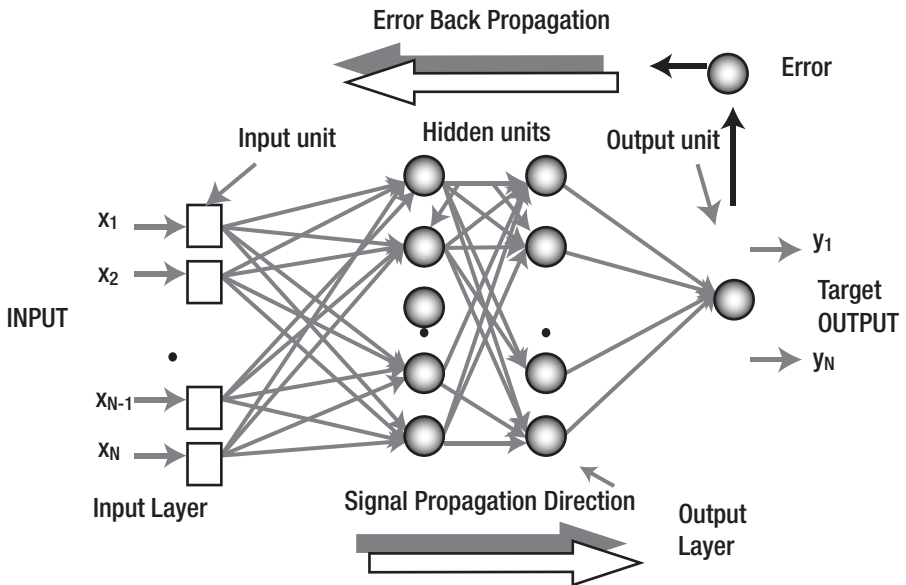 Error Back Propagation
Error
Input unit
Hidden units
Output unit
x1
x2
INPUT
xN-1
xN
y1
Target
OUTPUT
yN
Input Layer
Signal Propagation Direction
Output
Layer